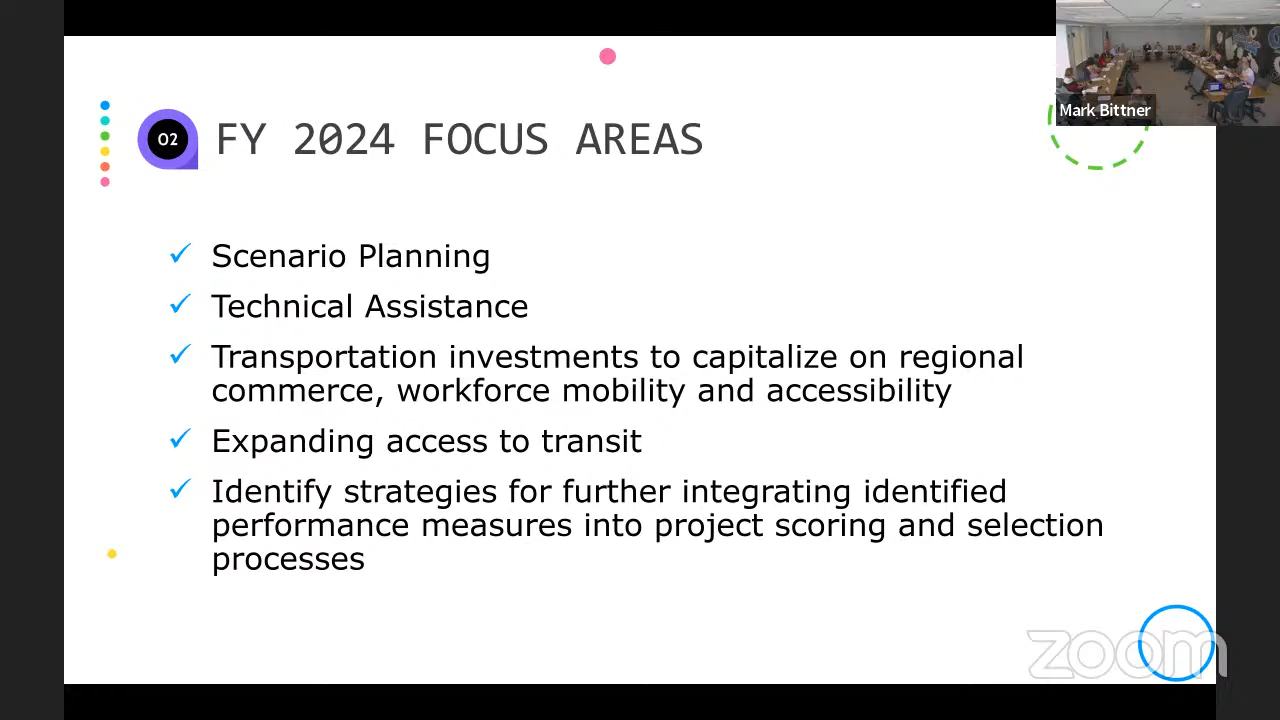 Mark Bittner
02
FY 2024 FOCUS AREAS
✓ Scenario Planning
✓ Technical Assistance
✓ Transportation investments to capitalize on regional
commerce, workforce mobility and accessibility
✓ Expanding access to transit
✓ Identify strategies for further integrating identified
performance measures into project scoring and selection
processes
zoom